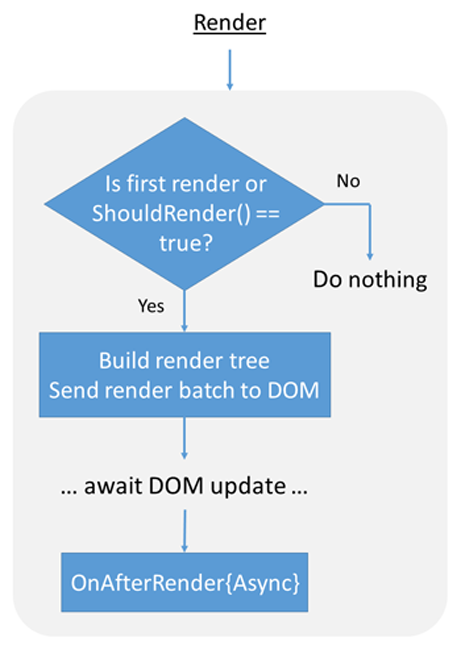 Render
Is first render or
ShouldRender() ==
true?
No
Do nothing
Yes
Build render tree
Send render batch to DOM
... await DOM update ...
OnAfterRender{Async}